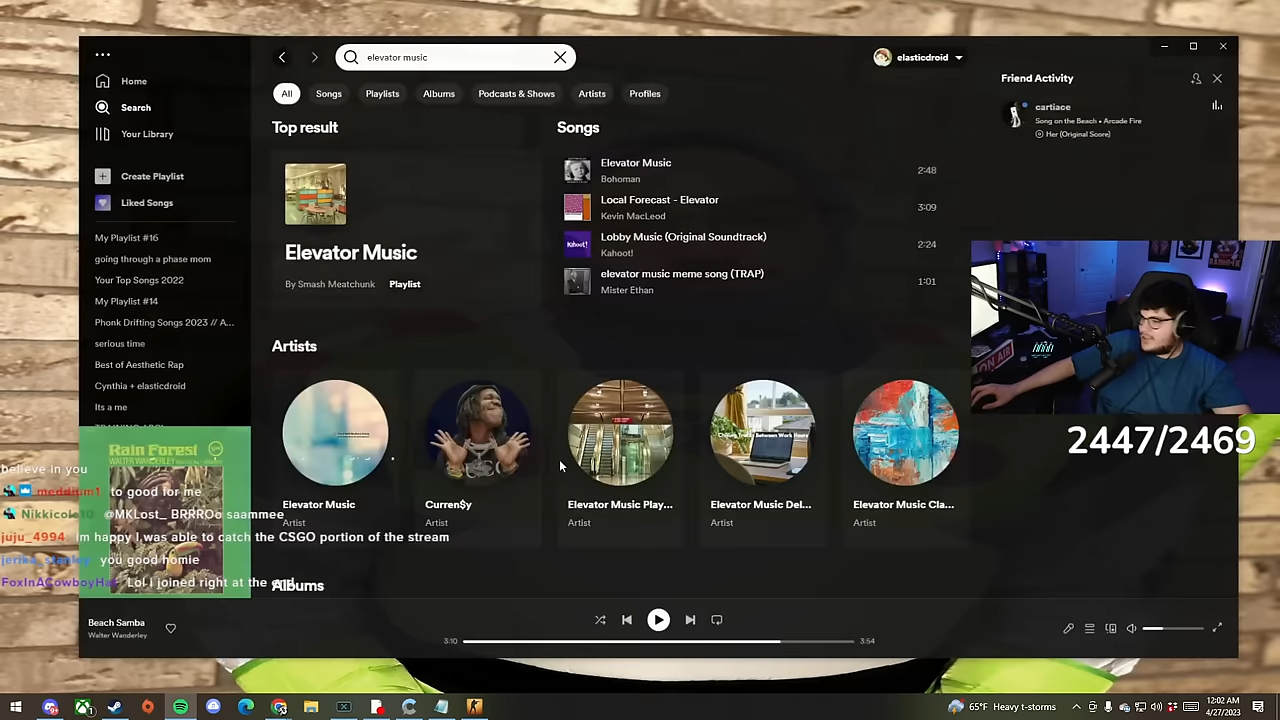 elevator music
elasticdroid
Home
Search
Your Library
Create Playlist
Liked Songs
My Playlist #16
going through a phase mom
Your Top Songs 2022
My Playlist #14
Phonk Drifting Songs 2023 // A...
serious time
Best of Aesthetic Rap
Cynthia + elasticdroid
Its a me
All
Songs
Playlists
Albums
Podcasts & Shows
Artists
Profiles
Top result
Elevator Music
By Smash Meatchunk
Playlist
Songs
Elevator Music
Bohoman
2:48
Local Forecast - Elevator
Kevin MacLeod
3:09
Kahoot!
Lobby Music (Original Soundtrack)
Kahoot!
2:24
elevator music meme song (TRAP)
Mister Ethan
1:01
Friend Activity
cartiace
Song on the Beach • Arcade Fire
Her (Original Score)
ON AIR
2447/2469
Artists
Elevator Music
Artist
Curren$y
Artist
Elevator Music Play...
Artist
Elevator Music Del...
Artist
Elevator Music Cla...
Artist
Albums
Rain Forest
WALTER WANDERLEY
believe in you
meddium1 to good for me
Nikkicole10 @MKLost_ BRRROo saammee
juju_4994 Im happy I was able to catch the CSGO portion of the stream
you good homie
Lol i joined right at the end
Beach Samba
Walter Wanderley
3:10
3:54
65°F Heavy t-storms
12:02 AM
4/27/2023